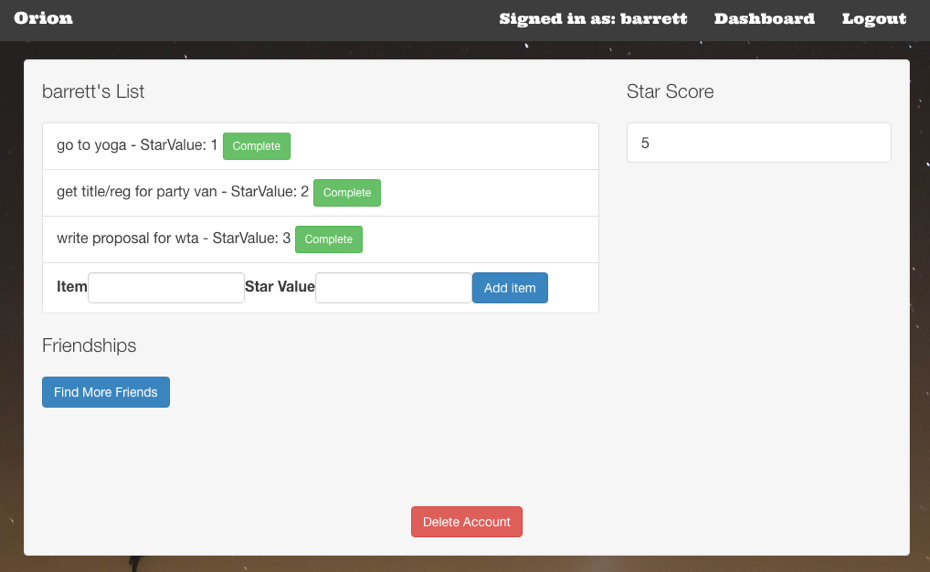 Orion Signed in as: barrett Dashboard Logout
barrett's List
go to yoga - StarValue: 1 Complete
get title/reg for party van - StarValue: 2 Complete
write proposal for wta - StarValue: 3 Complete
Item Star Value Add item
Star Score
5
Friendships
Find More Friends
Delete Account